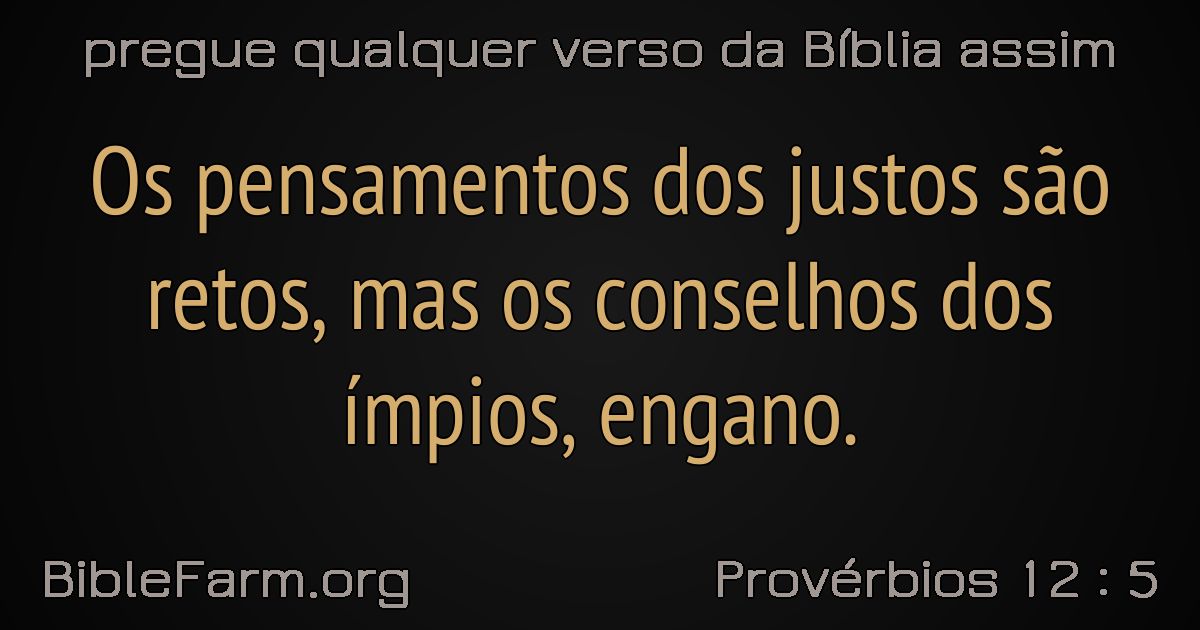 pregue qualquer verso da Bíblia assim
Os pensamentos dos justos são
retos, mas os conselhos dos
ímpios, engano.
BibleFarm.org
Provérbios 12 : 5